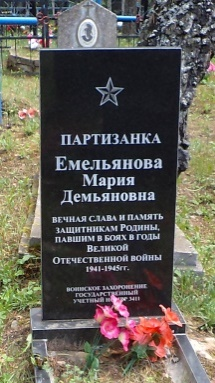 ПАРТИЗАНКА
Емельянова
Мария
Демьяновна
ВЕЧНАЯ СЛАВА И ПАМЯТЬ
ЗАЩИТНИКАМ РОДИНЫ,
ПАВШИМ В БОЯХ В ГОДЫ
ВЕЛИКОЙ
ОТЕЧЕСТВЕННОЙ ВОЙНЫ
1941-1945гг.
ВОИНСКОЕ ЗАХОРОНЕНИЕ
ГОСУДАРСТВЕННЫЙ
УЧЕТНЫЙ 3411